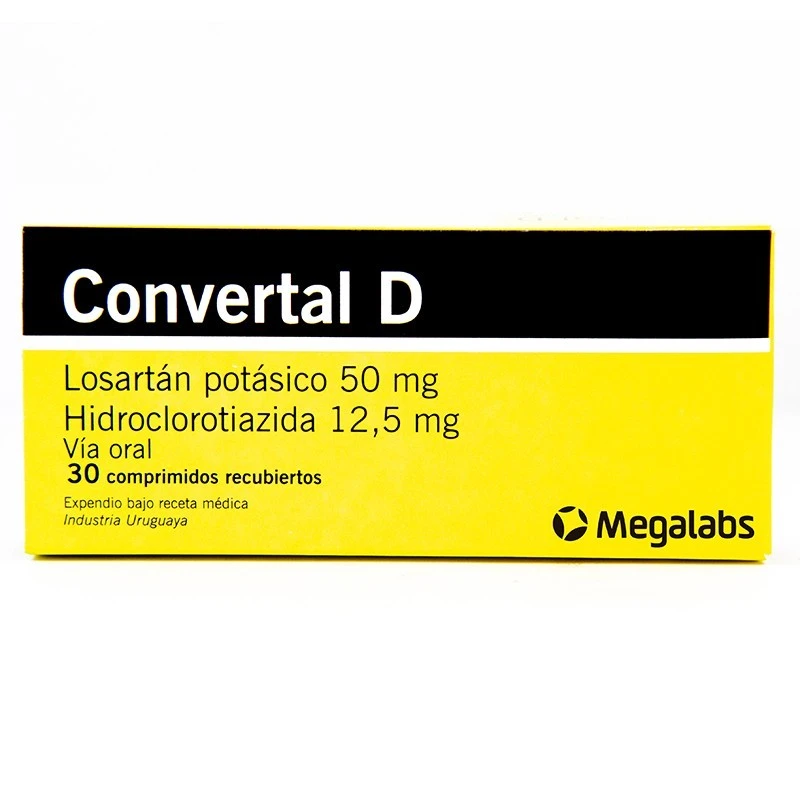 Convertal D
Losartán potásico 50 mg
Hidroclorotiazida 12,5 mg
Vía oral
30 comprimidos recubiertos
Expendio bajo receta médica
Industria Uruguaya
Megalabs